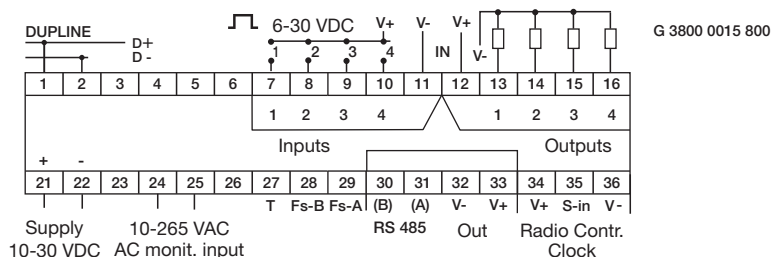 DUPLINE
D+
D -
6-30 VDC
V+ V- V+
1 2 3 4
IN
V-
G 3800 0015 800
1 2 3 4 5 6 7 8 9 10 11 12 13 14 15 16
1 2 3 4 1 2 3 4
Inputs Outputs
+ -
21 22 23 24 25 26 27 28 29 30 31 32 33 34 35 36
T Fs-B Fs-A (B) (A) V- V+ V+ S-in V-
Supply 10-265 VAC RS 485 Out Radio Contr.
10-30 VDC AC monit. input Clock